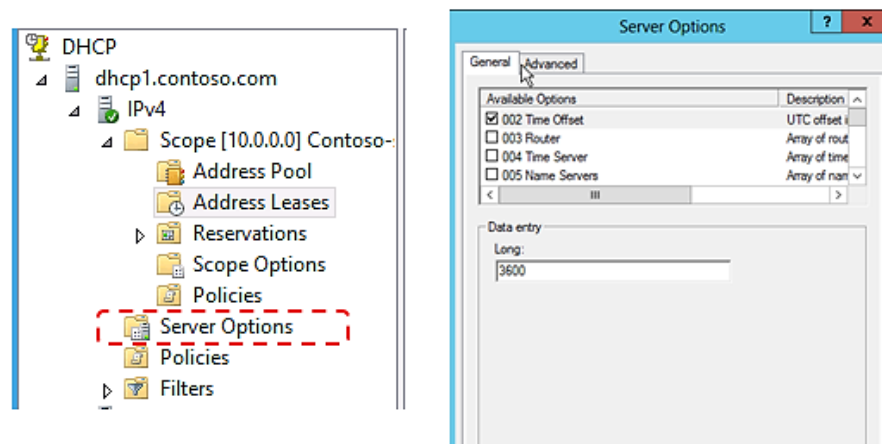 DHCP
dhcp1.contoso.com
IPv4
Scope [10.0.0.0] Contoso-
Address Pool
Address Leases
Reservations
Scope Options
Policies
Server Options
Policies
Filters
Server Options
? x
General Advanced
Available Options Description
002 Time Offset UTC offset i
003 Router Array of rout
004 Time Server Array of time
005 Name Servers Array of nam
Data entry
Long:
3600